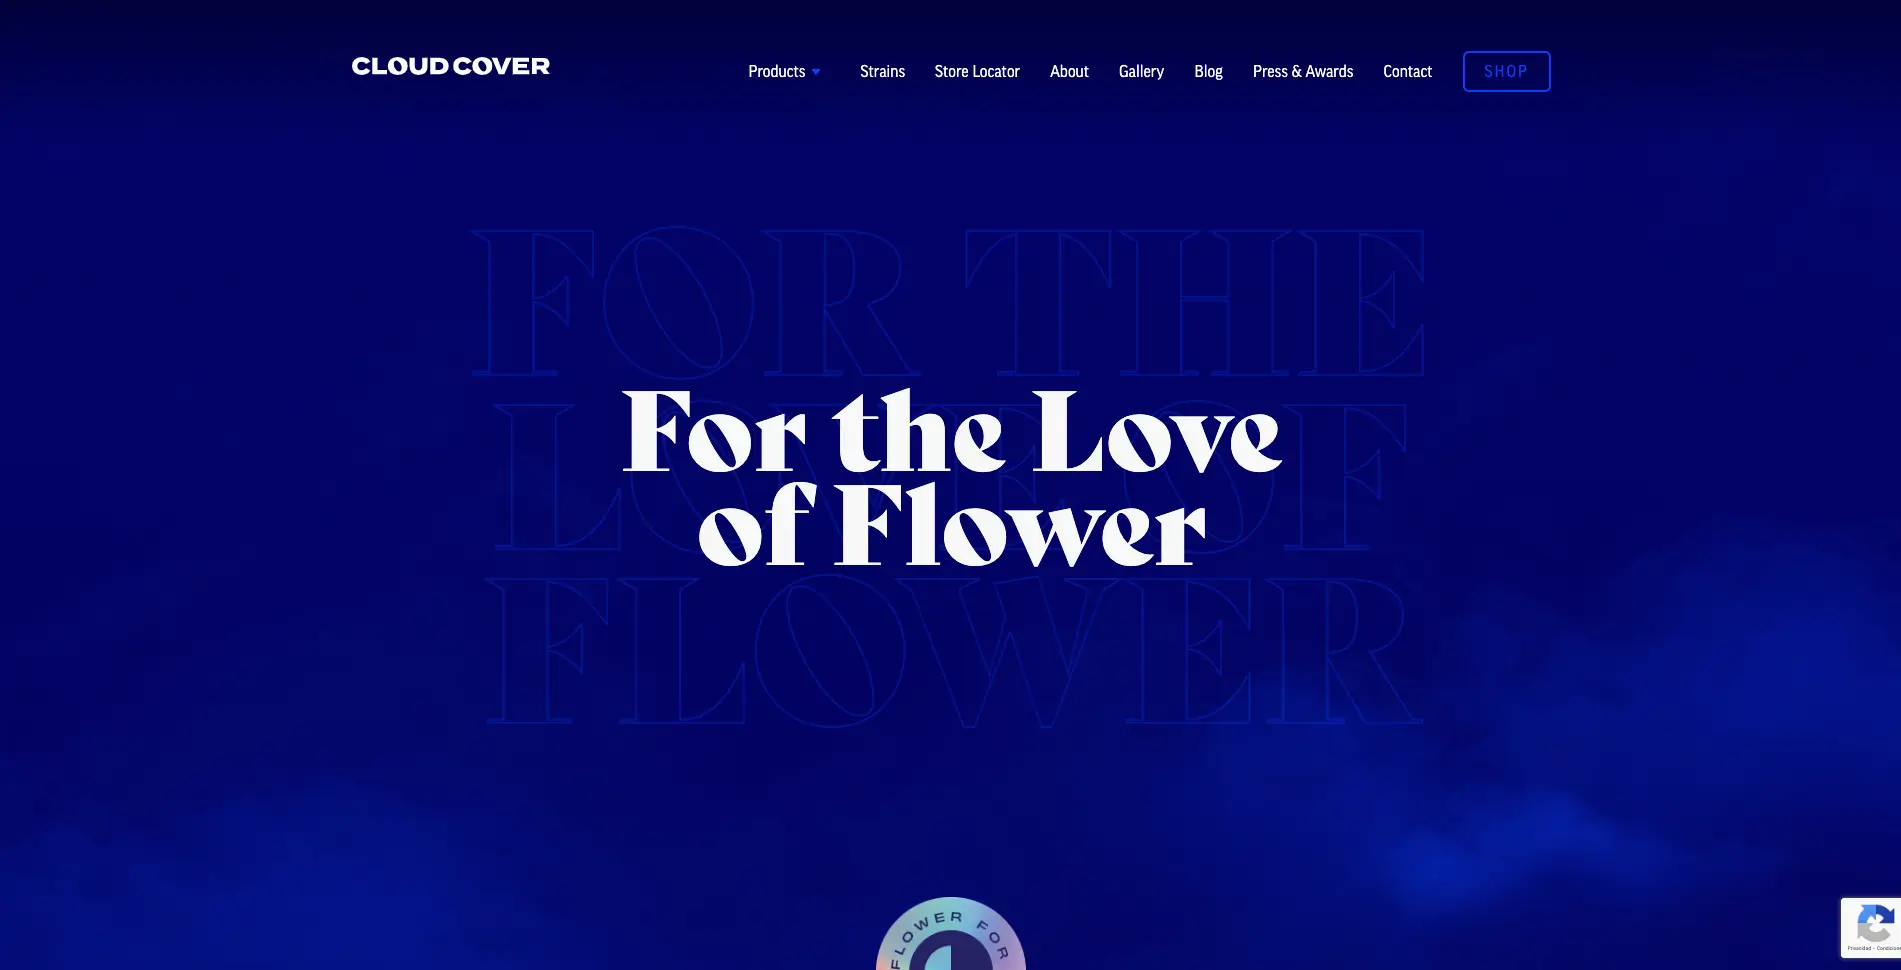 CLOUD COVER
Products
Strains
Store Locator
About
Gallery
Blog
Press & Awards
Contact
SHOP
FOR THE
LOVE OF
FLOWER
For the Love
of Flower
FLOWER FOR
Privacidad - Condiciones